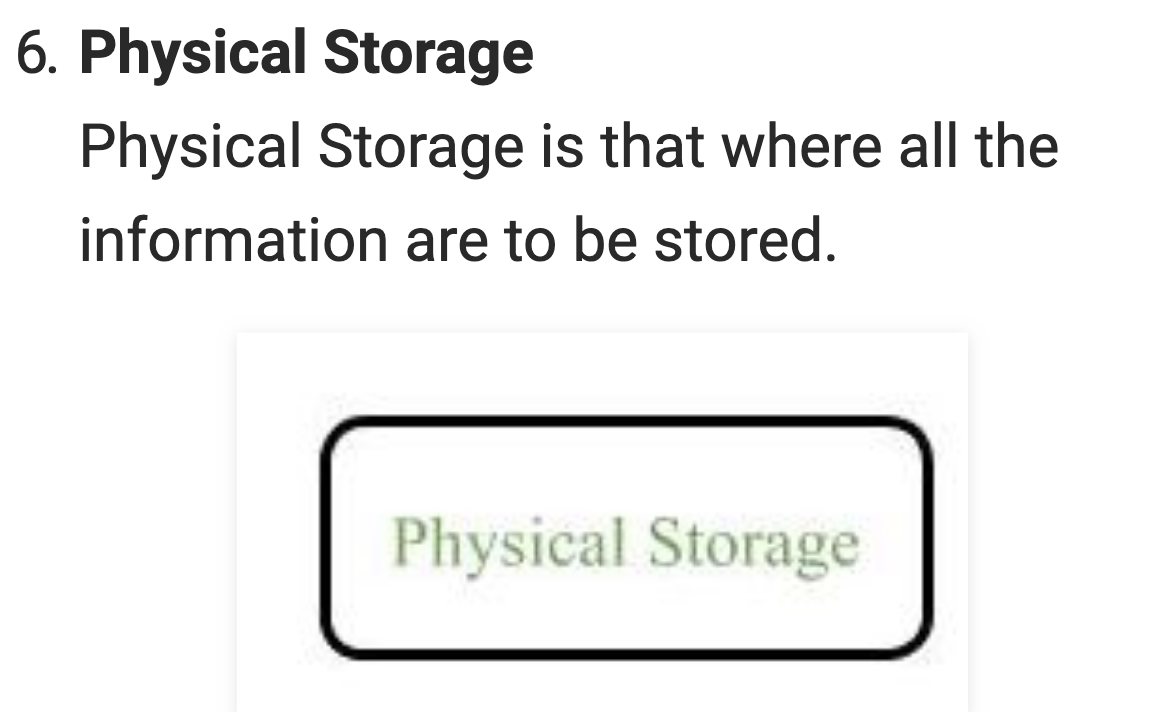 6. Physical Storage
Physical Storage is that where all the
information are to be stored.
Physical Storage